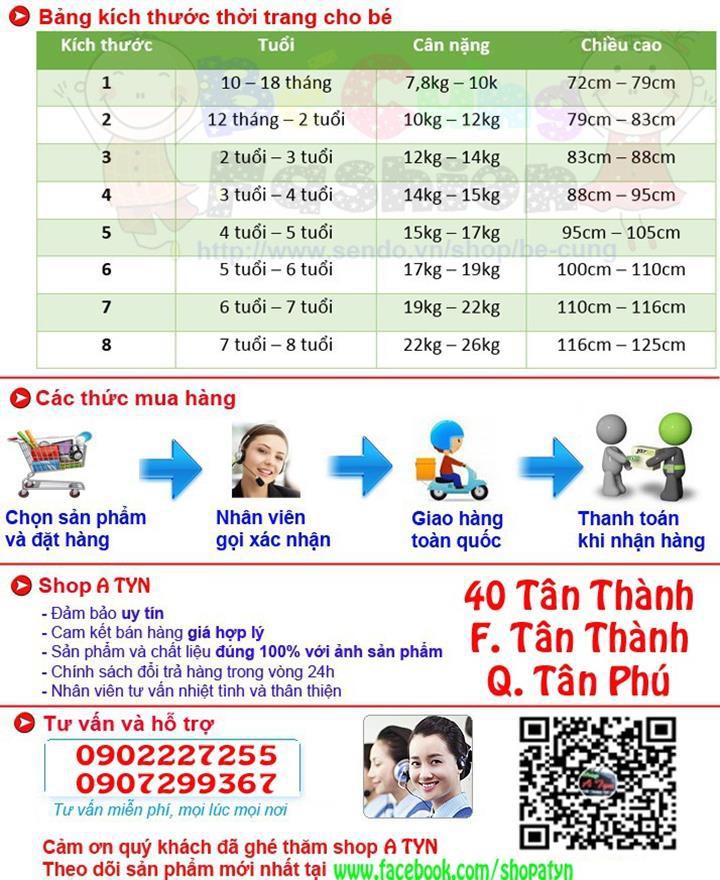 Bảng kích thước thời trang cho bé
Kích thước Tuổi Cân nặng Chiều cao
1 10 – 18 tháng 7,8kg – 10k 72cm – 79cm
2 12 tháng – 2 tuổi 10kg – 12kg 79cm – 83cm
3 2 tuổi – 3 tuổi 12kg – 14kg 83cm – 88cm
4 3 tuổi – 4 tuổi 14kg – 15kg 88cm – 95cm
5 4 tuổi – 5 tuổi 15kg – 17kg 95cm – 105cm
http://www.sendo.vn/shop/be-cung
6 5 tuổi – 6 tuổi 17kg – 19kg 100cm – 110cm
7 6 tuổi – 7 tuổi 19kg – 22kg 110cm – 116cm
8 7 tuổi – 8 tuổi 22kg – 26kg 116cm – 125cm
Fashion
Các thức mua hàng
Chọn sản phẩm
và đặt hàng
Nhân viên
gọi xác nhận
Giao hàng
toàn quốc
Thanh toán
khi nhận hàng
Shop A TYN
- Đảm bảo uy tín
- Cam kết bán hàng giá hợp lý
- Sản phẩm và chất liệu đúng 100% với ảnh sản phẩm
- Chính sách đổi trả hàng trong vòng 24h
- Nhân viên tư vấn nhiệt tình và thân thiện
40 Tân Thành
F. Tân Thành
Q. Tân Phú
Tư vấn và hỗ trợ
0902227255
0907299367
Tư vấn miễn phí, mọi lúc mọi nơi
A Tyn
Cảm ơn quý khách đã ghé thăm shop A TYN
Theo dõi sản phẩm mới nhất tại www.facebook.com/shopatyn